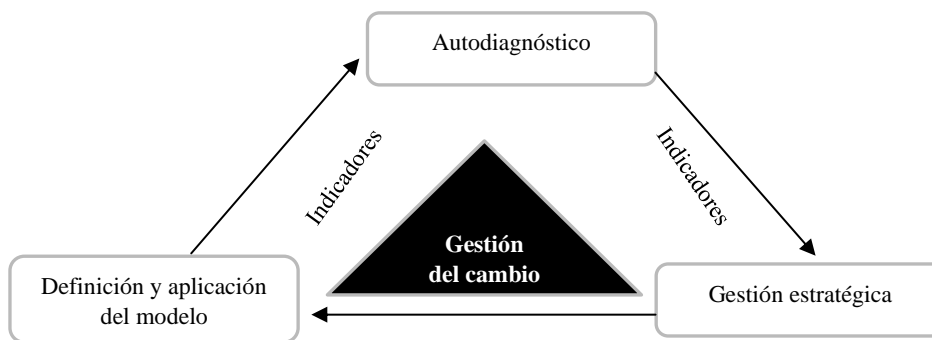 Autodiagnóstico
Indicadores
Indicadores
Gestión
del cambio
Definición y aplicación
del modelo
Gestión estratégica